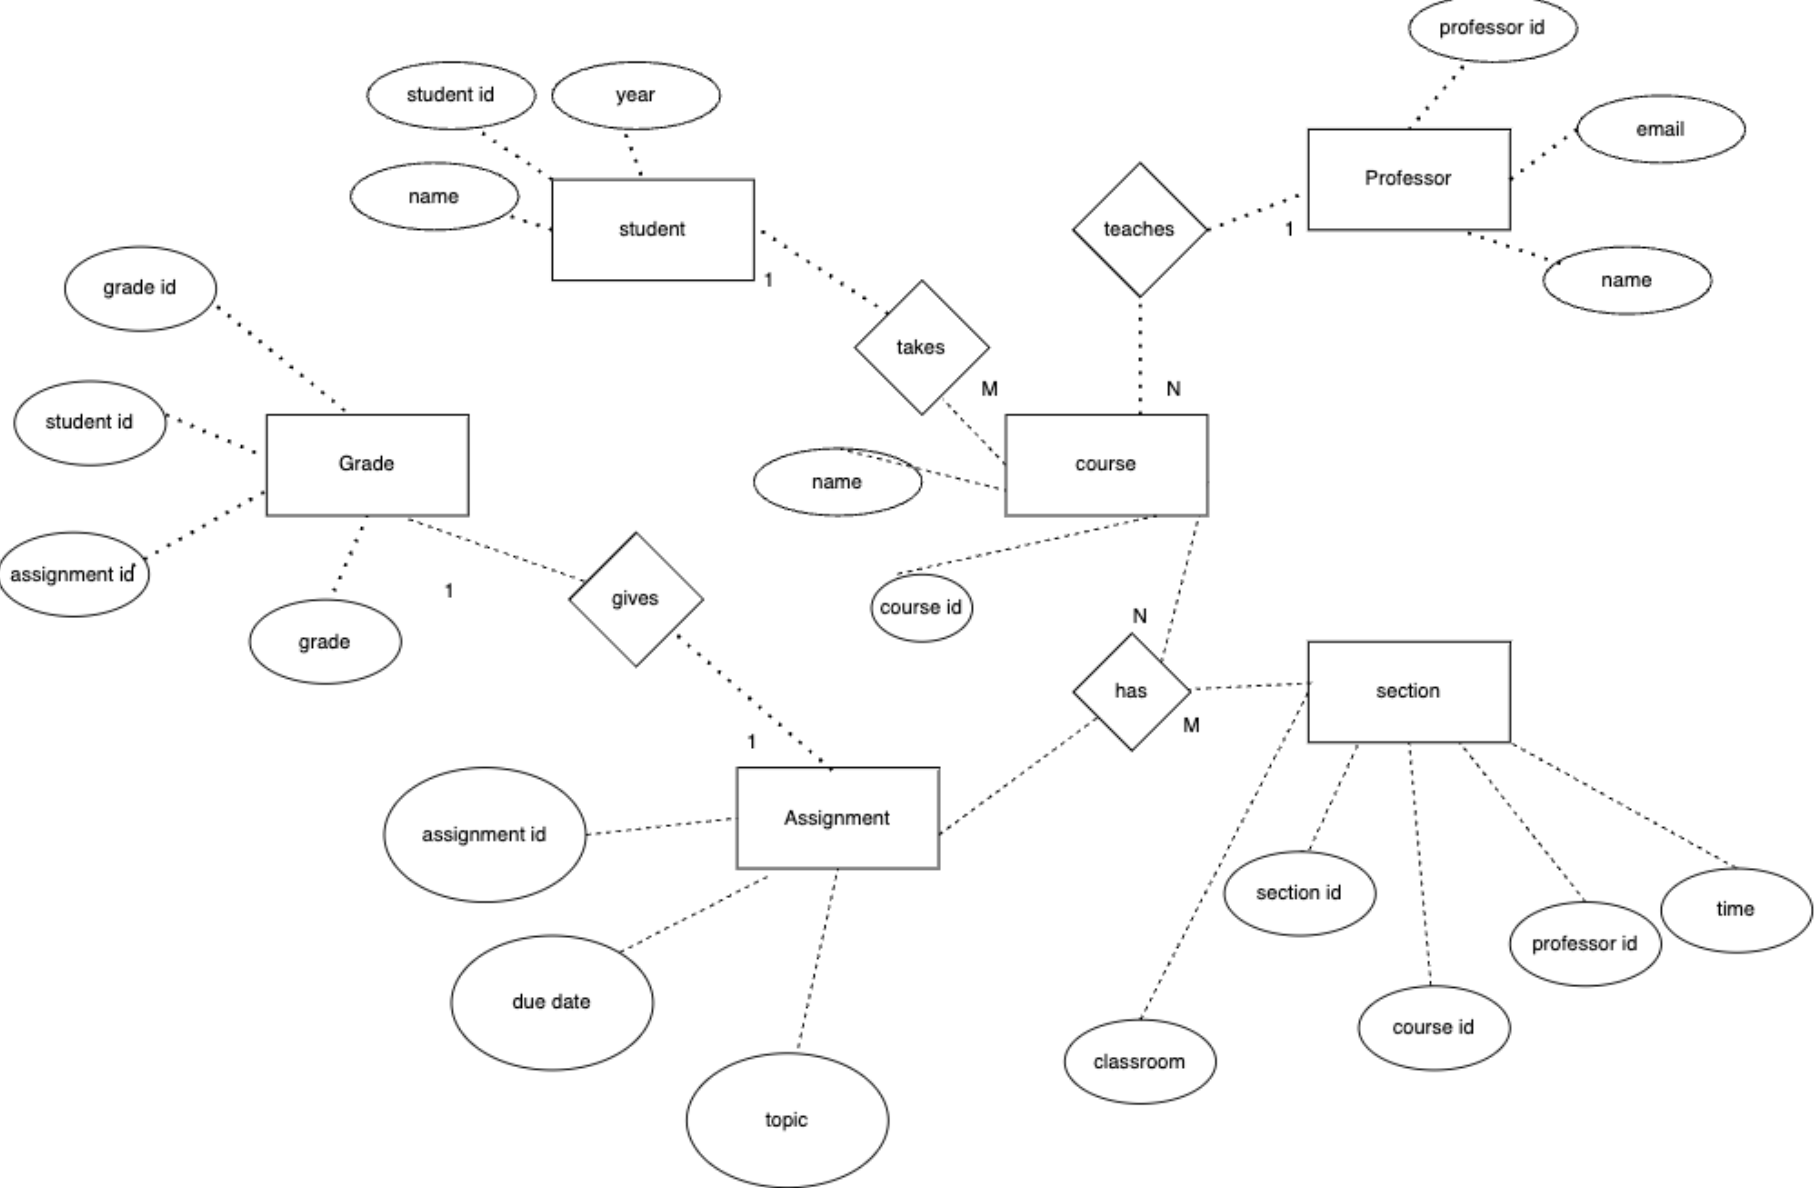 professor id
student id
year
email
Professor
name
student
teaches
1
name
grade id
1
takes
M
N
student id
Grade
course
name
assignment id
1
gives
course id
N
grade
has
section
M
1
Assignment
assignment id
section id
time
professor id
due date
course id
classroom
topic